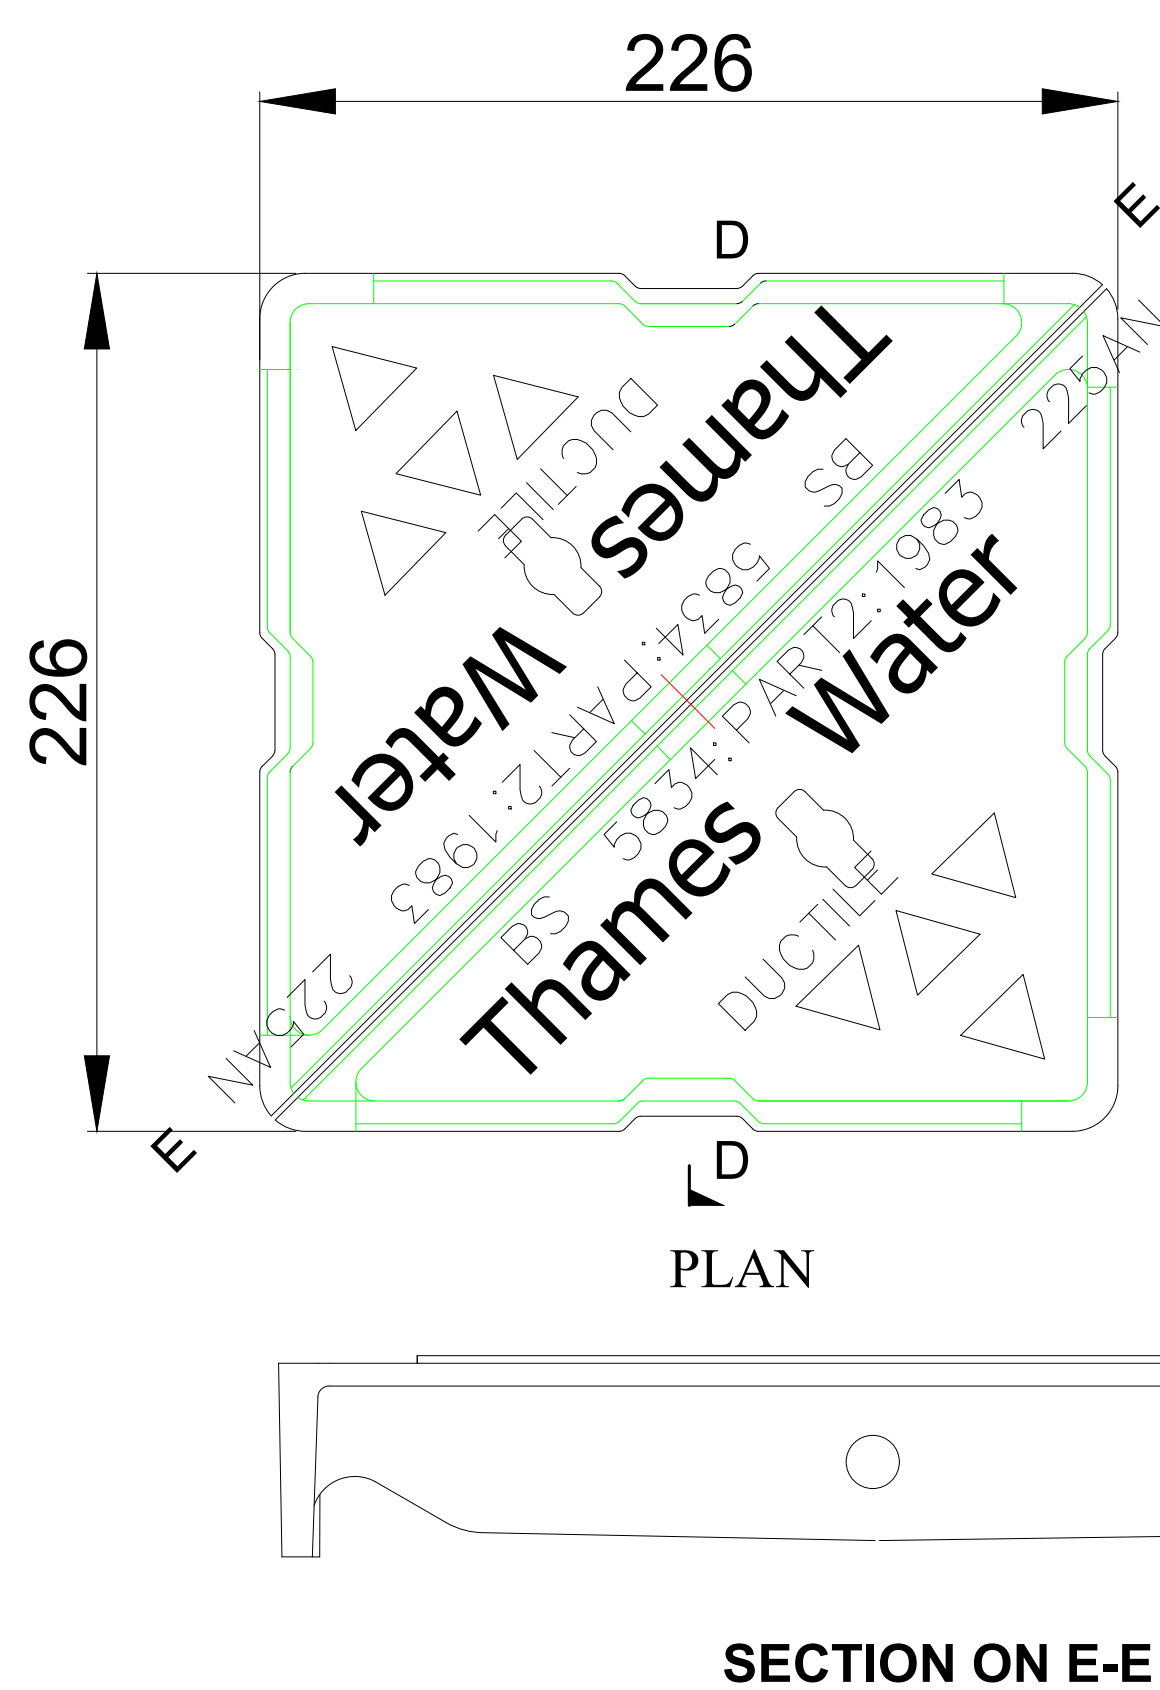 226
E
D
226
Thames
Water
DUCTILE
BS
5834:PART2:1983
225AN
Thames
Water
DUCTILE
BS
5834:PART2:1983
225AN
E
D
PLAN
SECTION ON E-E